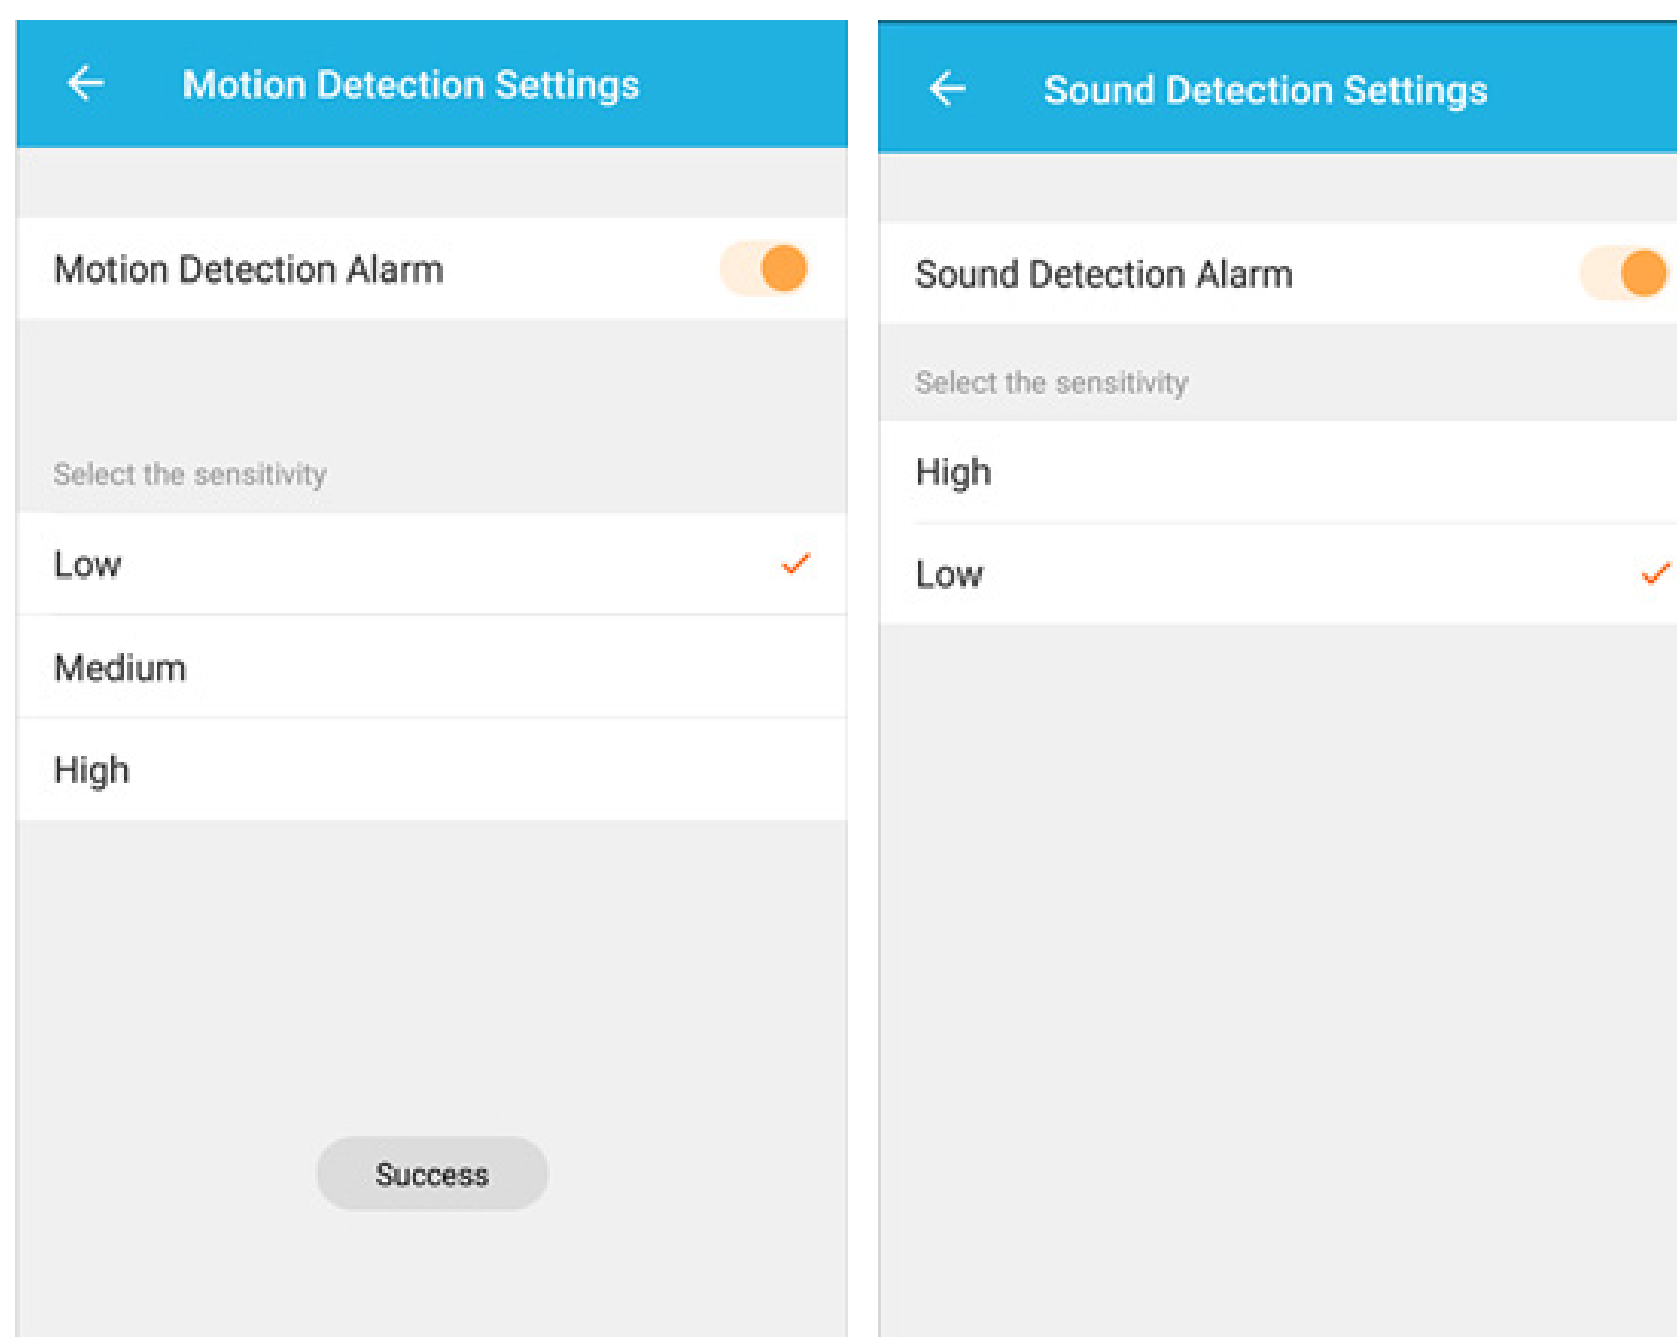 Motion Detection Settings
Motion Detection Alarm
Select the sensitivity
Low
Medium
High
Success
Sound Detection Settings
Sound Detection Alarm
Select the sensitivity
High
Low